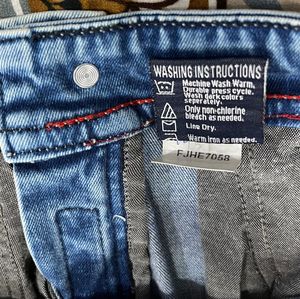 WASHING INSTRUCTIONS
Machine Wash Warm.
Durable press cycle.
Wash dark color's
seperately.
Only non-chlorine
bleach as needed.
Line Dry.
Warm iron as needed.
FJHE7058